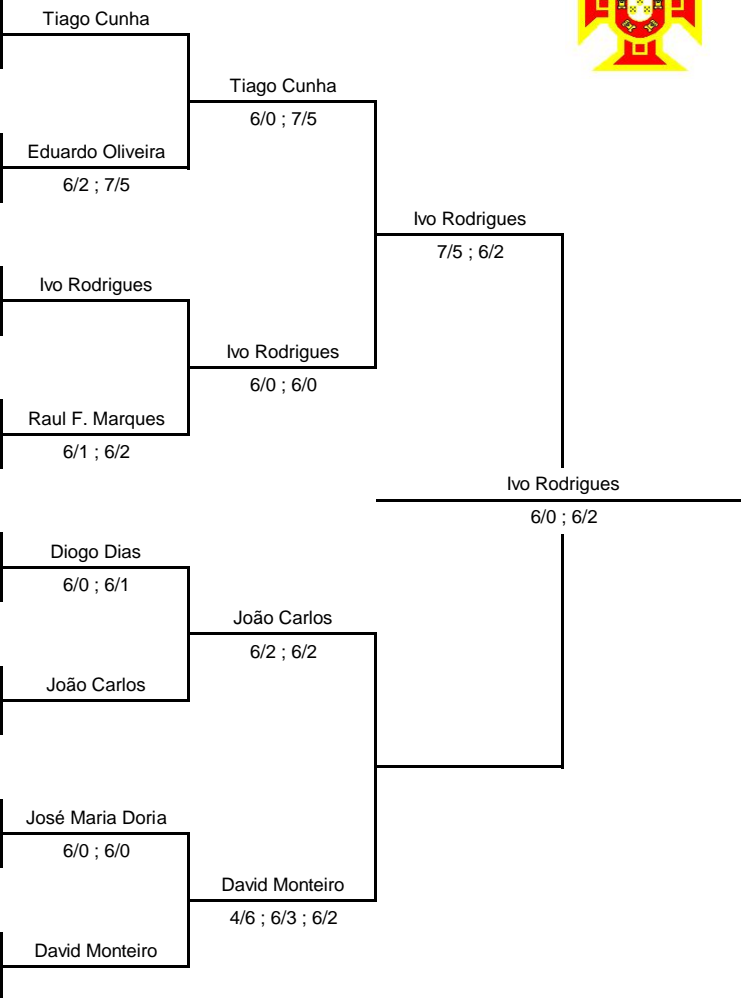 Tiago Cunha
Tiago Cunha
6/0 ; 7/5
Eduardo Oliveira
6/2 ; 7/5
Ivo Rodrigues
7/5 ; 6/2
Ivo Rodrigues
Ivo Rodrigues
6/0 ; 6/0
Raul F. Marques
6/1 ; 6/2
Ivo Rodrigues
6/0 ; 6/2
Diogo Dias
6/0 ; 6/1
João Carlos
6/2 ; 6/2
João Carlos
José Maria Doria
6/0 ; 6/0
David Monteiro
4/6 ; 6/3 ; 6/2
David Monteiro